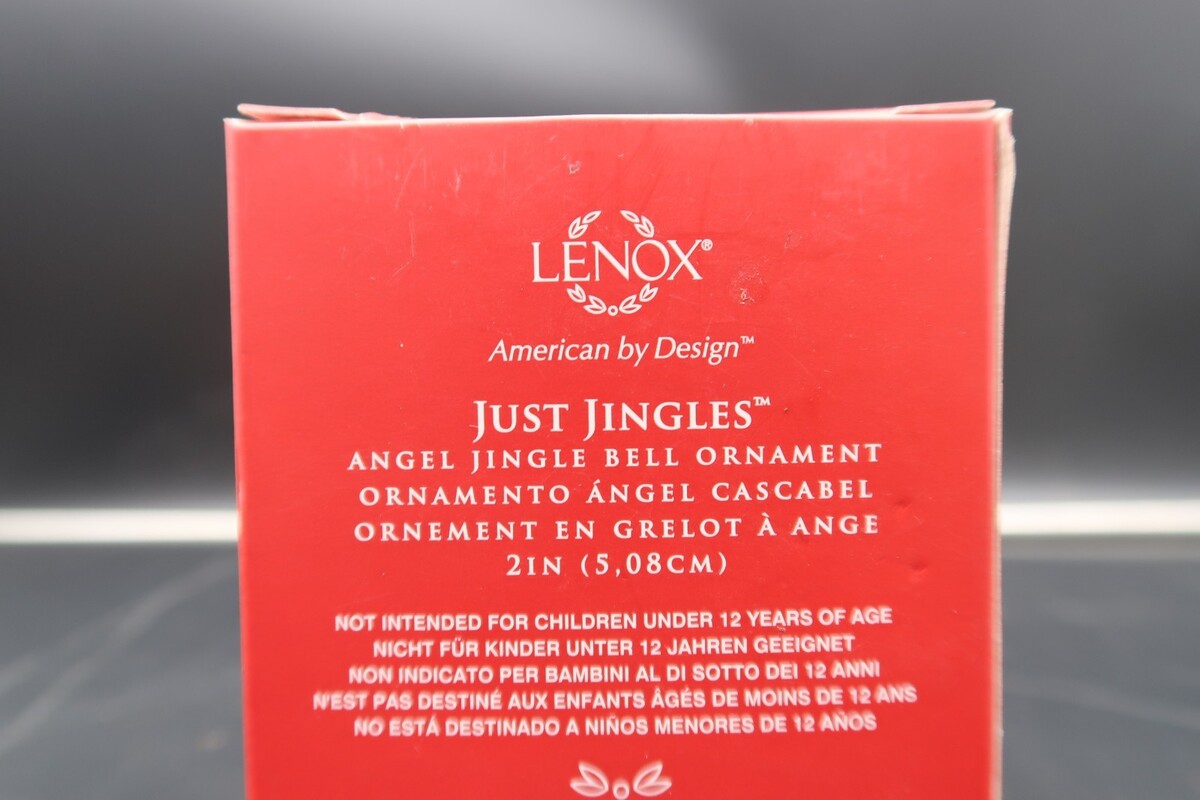 LENOX®
American by Design™
JUST JINGLES™
ANGEL JINGLE BELL ORNAMENT
ORNAMENTO ÁNGEL CASCABEL
ORNEMENT EN GRELOT À ANGE
2IN (5,08CM)
NOT INTENDED FOR CHILDREN UNDER 12 YEARS OF AGE
NICHT FÜR KINDER UNTER 12 JAHREN GEEIGNET
NON INDICATO PER BAMBINI AL DI SOTTO DEI 12 ANNI
N'EST PAS DESTINÉ AUX ENFANTS ÂGÉS DE MOINS DE 12 ANS
NO ESTÁ DESTINADO A NIÑOS MENORES DE 12 AÑOS